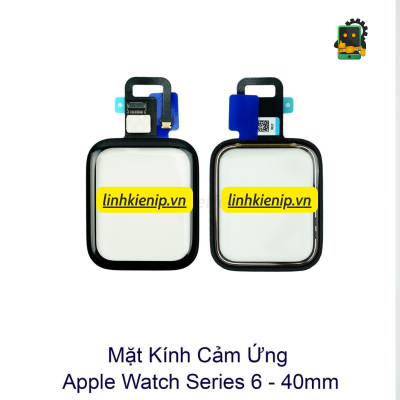 linhkienip.vn
linhkienip.vn
Mặt Kính Cảm Ứng
Apple Watch Series 6 - 40mm